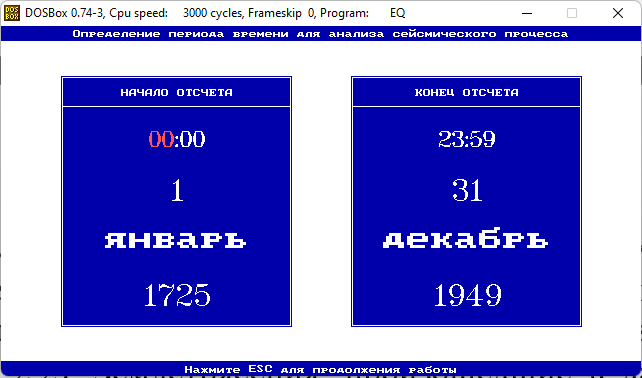 DOSBox 0.74-3, Cpu speed: 3000 cycles, Frameskip 0, Program: EQ
Определение периода времени для анализа сейсмического процесса
НАЧАЛО ОТСЧЕТА
00:00
1
январь
1725
КОНЕЦ ОТСЧЕТА
23:59
31
декабрь
1949
Нажмите ESC для продолжения работы